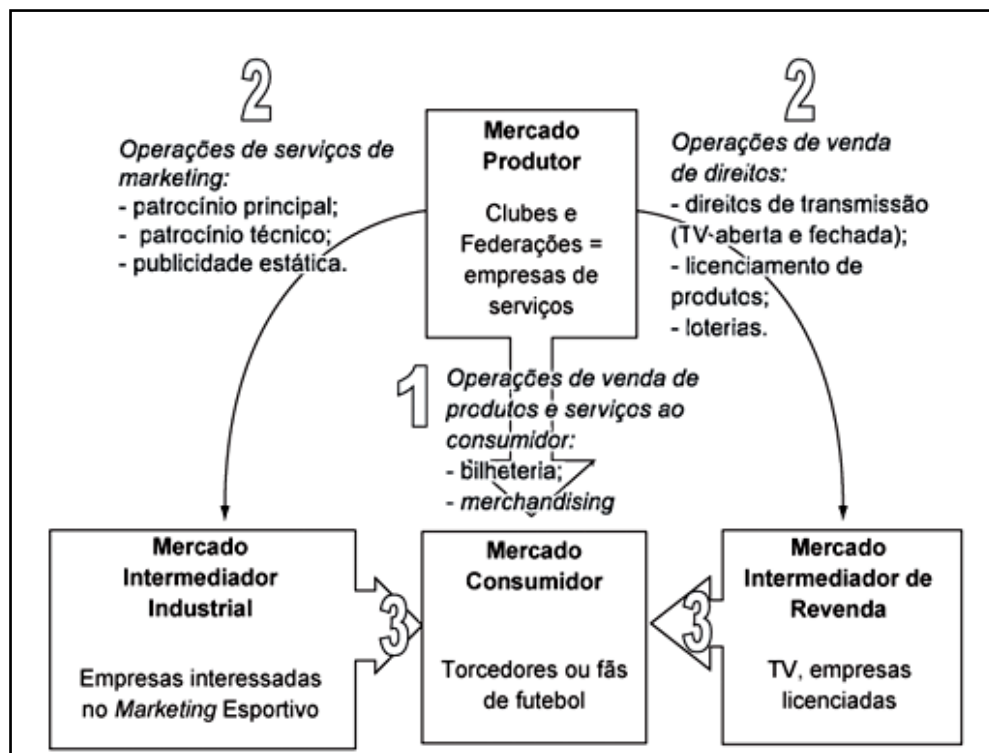 2
Operações de serviços de
marketing:
- patrocínio principal;
- patrocínio técnico;
- publicidade estática.
Mercado
Produtor
Clubes e
Federações =
empresas de
serviços
2
Operações de venda
de direitos:
- direitos de transmissão
(TV aberta e fechada);
- licenciamento de
produtos;
- loterias.
1
Operações de venda de
produtos e serviços ao
consumidor:
- bilheteria;
- merchandising
Mercado
Intermediador
Industrial
Empresas interessadas
no Marketing Esportivo
3
Mercado
Consumidor
Torcedores ou fãs
de futebol
3
Mercado
Intermediador de
Revenda
TV, empresas
licenciadas